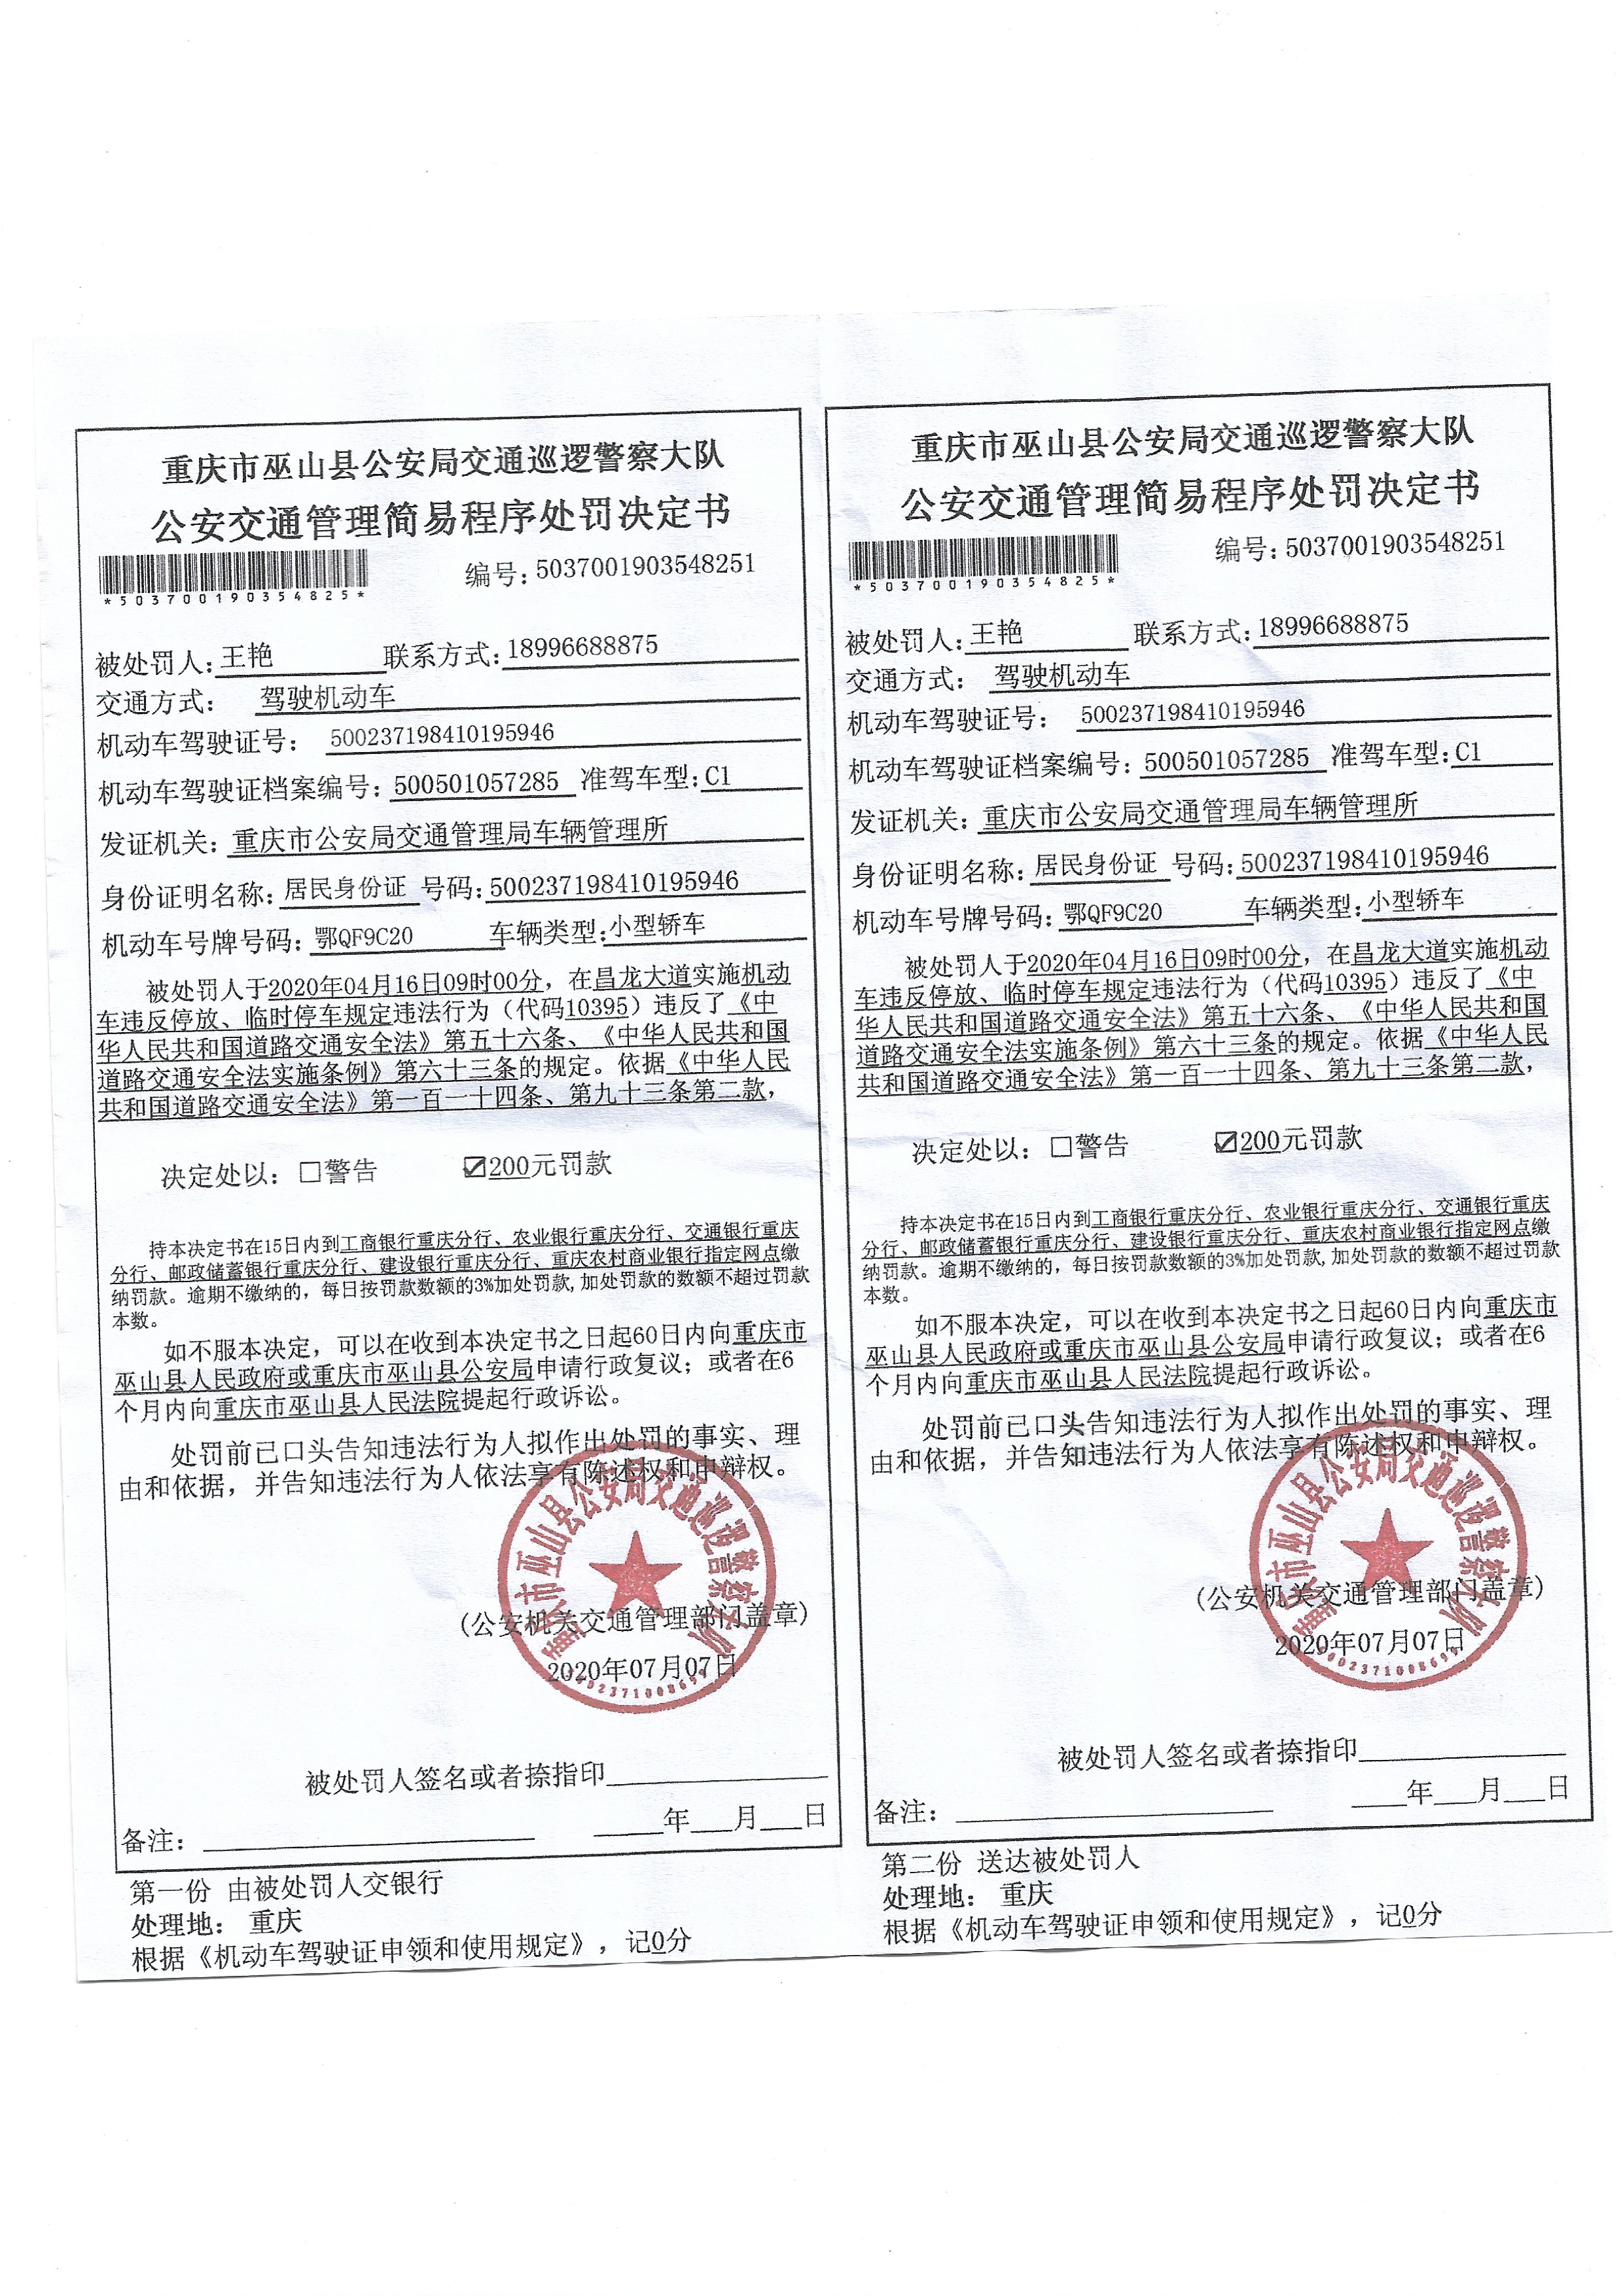 重庆市巫山县公安局交通巡逻警察大队
公安交通管理简易程序处罚决定书
*503700190354825*
编号:5037001903548251
被处罚人:王艳 联系方式:18996688875
交通方式: 驾驶机动车
机动车驾驶证号: 500237198410195946
机动车驾驶证档案编号:500501057285 准驾车型:C1
发证机关:重庆市公安局交通管理局车辆管理所
身份证明名称:居民身份证 号码:500237198410195946
机动车号牌号码:鄂QF9C20 车辆类型:小型轿车
被处罚人于2020年04月16日09时00分，在昌龙大道实施机动
车违反停放、临时停车规定违法行为（代码10395）违反了《中
华人民共和国道路交通安全法》第五十六条、《中华人民共和国
道路交通安全法实施条例》第六十三条的规定。依据《中华人民
共和国道路交通安全法》第一百一十四条、第九十三条第二款，
决定处以: □警告 ☑200元罚款
持本决定书在15日内到工商银行重庆分行、农业银行重庆分行、交通银行重庆
分行、邮政储蓄银行重庆分行、建设银行重庆分行、重庆农村商业银行指定网点缴
纳罚款。逾期不缴纳的，每日按罚款数额的3%加处罚款,加处罚款的数额不超过罚款
本数。
如不服本决定，可以在收到本决定书之日起60日内向重庆市
巫山县人民政府或重庆市巫山县公安局申请行政复议；或者在6
个月内向重庆市巫山县人民法院提起行政诉讼。
处罚前已口头告知违法行为人拟作出处罚的事实、理
由和依据，并告知违法行为人依法享有陈述权和申辩权。
重庆市巫山县公安局交通巡逻警察大队
(公安机关交通管理部门盖章)
2020年07月07日
被处罚人签名或者捺指印
备注: 年 月 日
第一份 由被处罚人交银行
处理地: 重庆
根据《机动车驾驶证申领和使用规定》，记0分
重庆市巫山县公安局交通巡逻警察大队
公安交通管理简易程序处罚决定书
*503700190354825*
编号:5037001903548251
被处罚人:王艳 联系方式:18996688875
交通方式: 驾驶机动车
机动车驾驶证号: 500237198410195946
机动车驾驶证档案编号:500501057285 准驾车型:C1
发证机关:重庆市公安局交通管理局车辆管理所
身份证明名称:居民身份证 号码:500237198410195946
机动车号牌号码:鄂QF9C20 车辆类型:小型轿车
被处罚人于2020年04月16日09时00分，在昌龙大道实施机动
车违反停放、临时停车规定违法行为（代码10395）违反了《中
华人民共和国道路交通安全法》第五十六条、《中华人民共和国
道路交通安全法实施条例》第六十三条的规定。依据《中华人民
共和国道路交通安全法》第一百一十四条、第九十三条第二款，
决定处以: □警告 ☑200元罚款
持本决定书在15日内到工商银行重庆分行、农业银行重庆分行、交通银行重庆
分行、邮政储蓄银行重庆分行、建设银行重庆分行、重庆农村商业银行指定网点缴
纳罚款。逾期不缴纳的，每日按罚款数额的3%加处罚款,加处罚款的数额不超过罚款
本数。
如不服本决定，可以在收到本决定书之日起60日内向重庆市
巫山县人民政府或重庆市巫山县公安局申请行政复议；或者在6
个月内向重庆市巫山县人民法院提起行政诉讼。
处罚前已口头告知违法行为人拟作出处罚的事实、理
由和依据，并告知违法行为人依法享有陈述权和申辩权。
重庆市巫山县公安局交通巡逻警察大队
(公安机关交通管理部门盖章)
2020年07月07日
被处罚人签名或者捺指印
备注: 年 月 日
第二份 送达被处罚人
处理地: 重庆
根据《机动车驾驶证申领和使用规定》，记0分